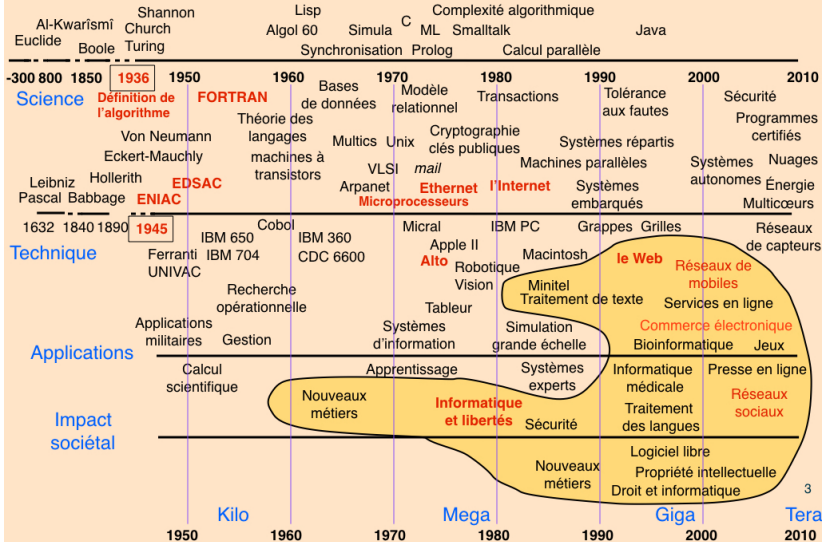 Lisp
Complexité algorithmique
Shannon
C
Al-Kwarîsmî
Church
Algol 60
Simula
ML
Smalltalk
Java
Euclide
Boole
Turing
Synchronisation
Prolog
Calcul parallèle
-300 800 1850 1936 1950 1960 1970 1980 1990 2000 2010
Science
Définition de
l'algorithme
FORTRAN
Bases
de données
Modèle
relationnel
Transactions
Tolérance
aux fautes
Sécurité
Théorie des
langages
Programmes
certifiés
Von Neumann
Multics
Unix
Cryptographie
clés publiques
Systèmes répartis
Eckert-Mauchly
machines à
transistors
VLSI
mail
Machines parallèles
Systèmes
autonomes
Nuages
Hollerith
Leibniz
EDSAC
Arpanet
Ethernet
l'Internet
Systèmes
embarqués
Énergie
Pascal
Babbage
ENIAC
Microprocesseurs
Multicœurs
1632 1840 1890 1945
Cobol
Micral
IBM PC
Grappes
Grilles
Réseaux
de capteurs
Technique
IBM 650
IBM 360
Apple II
Ferranti
IBM 704
CDC 6600
Alto
Macintosh
le Web
UNIVAC
Robotique
Vision
Réseaux de
mobiles
Recherche
opérationnelle
Minitel
Traitement de texte
Services en ligne
Tableur
Applications
militaires
Gestion
Systèmes
d'information
Simulation
grande échelle
Commerce électronique
Bioinformatique
Jeux
Applications
Calcul
scientifique
Apprentissage
Systèmes
experts
Informatique
médicale
Presse en ligne
Nouveaux
métiers
Informatique
et libertés
Réseaux
sociaux
Impact
sociétal
Sécurité
Traitement
des langues
Logiciel libre
Nouveaux
métiers
Propriété intellectuelle
Droit et informatique
3
Kilo
Mega
Giga
Tera
1950 1960 1970 1980 1990 2000 2010